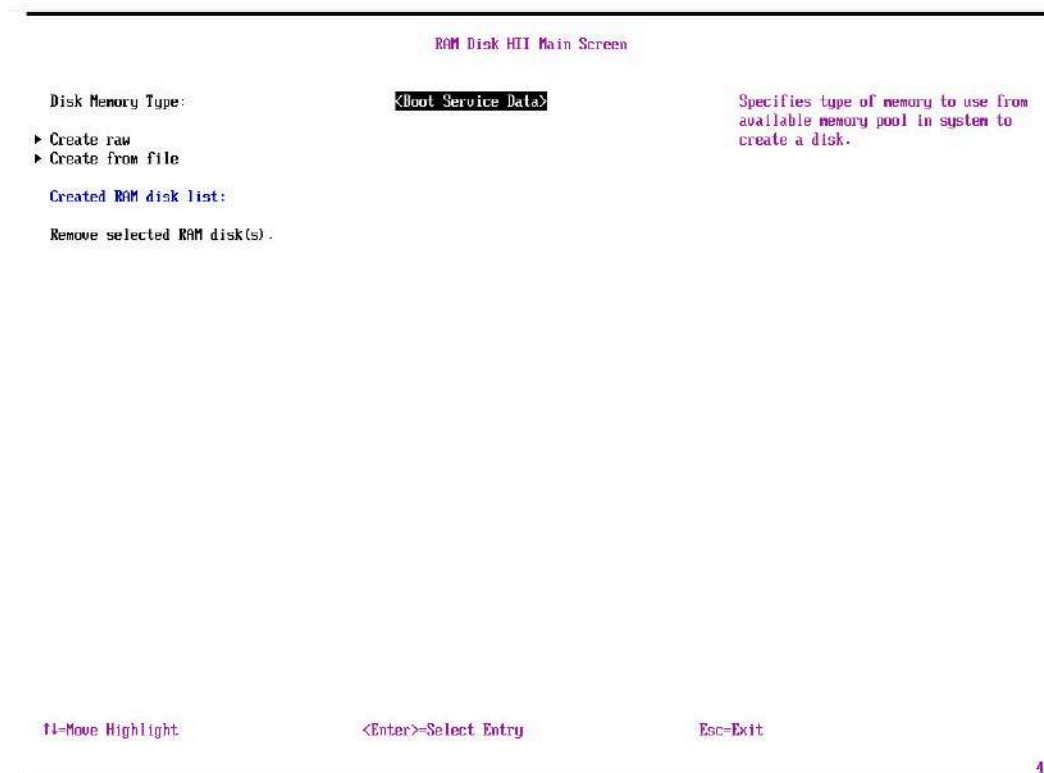 RAM Disk HII Main Screen
Disk Memory Type: <Boot Service Data>
Specifies type of memory to use from
available memory pool in system to
create a disk.
▶ Create raw
▶ Create from file
Created RAM disk list:
Remove selected RAM disk(s).
↑↓=Move Highlight <Enter>=Select Entry Esc=Exit
4